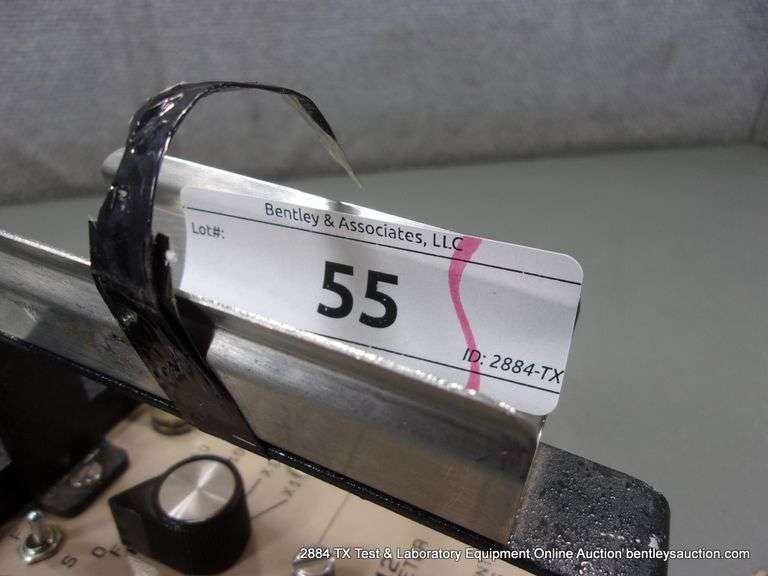 Bentley & Associates, LLC
Lot#:
55
ID: 2884-TX
2884 TX Test & Laboratory Equipment Online Auction bentleysauction.com